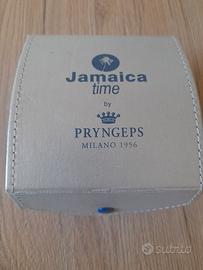 Jamaica
time
by
PRYNGEPS
MILANO 1956
subito